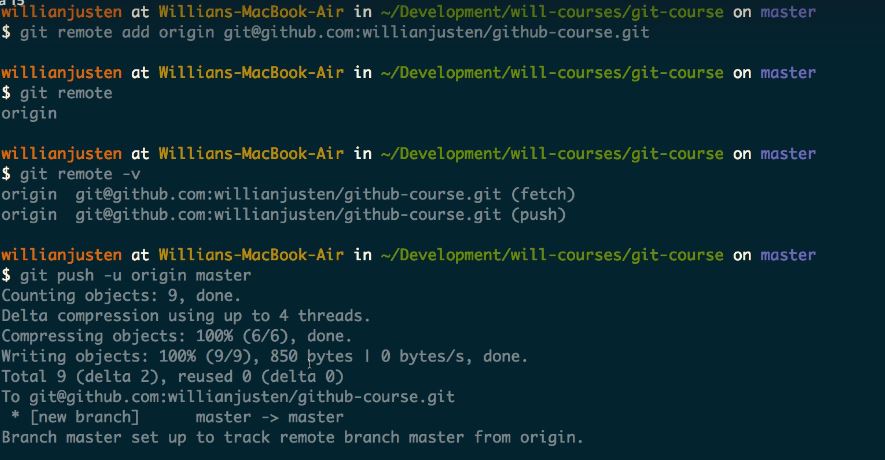 willianjusten at Willians-MacBook-Air in ~/Development/will-courses/git-course on master
$ git remote add origin git@github.com:willianjusten/github-course.git
willianjusten at Willians-MacBook-Air in ~/Development/will-courses/git-course on master
$ git remote
origin
willianjusten at Willians-MacBook-Air in ~/Development/will-courses/git-course on master
$ git remote -v
origin  git@github.com:willianjusten/github-course.git (fetch)
origin  git@github.com:willianjusten/github-course.git (push)
willianjusten at Willians-MacBook-Air in ~/Development/will-courses/git-course on master
$ git push -u origin master
Counting objects: 9, done.
Delta compression using up to 4 threads.
Compressing objects: 100% (6/6), done.
Writing objects: 100% (9/9), 850 bytes | 0 bytes/s, done.
Total 9 (delta 2), reused 0 (delta 0)
To git@github.com:willianjusten/github-course.git
 * [new branch]      master -> master
Branch master set up to track remote branch master from origin.